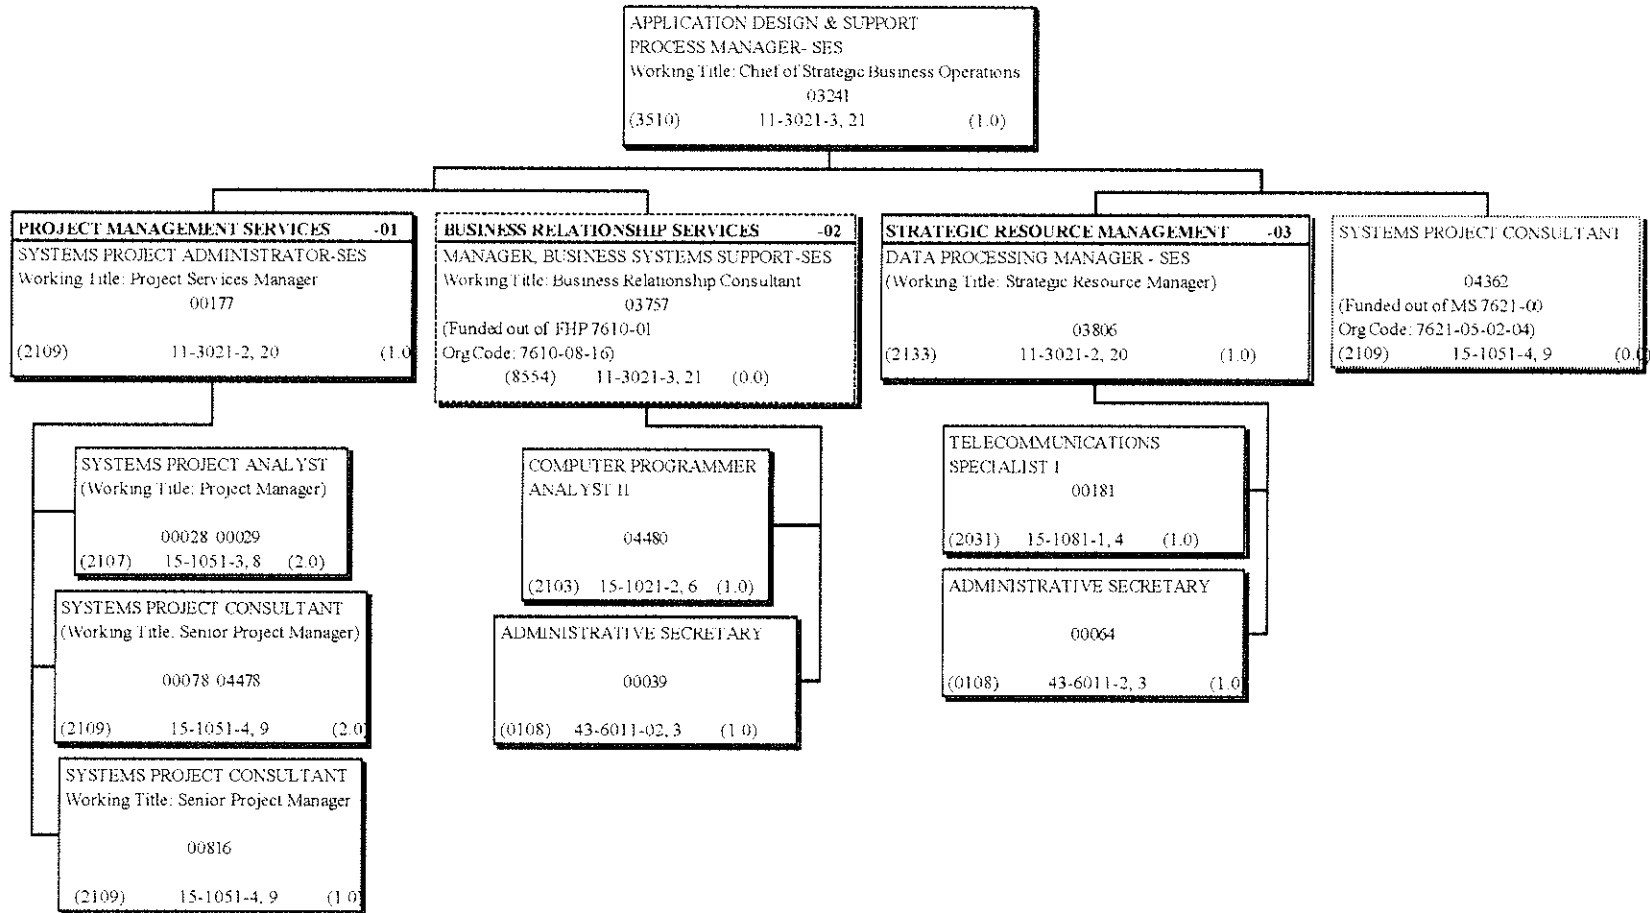 APPLICATION DESIGN & SUPPORT
PROCESS MANAGER- SES
Working Title: Chief of Strategic Business Operations
03241
(3510) 11-3021-3, 21 (1.0)
PROJECT MANAGEMENT SERVICES -01
SYSTEMS PROJECT ADMINISTRATOR-SES
Working Title: Project Services Manager
00177
(2109) 11-3021-2, 20 (1.0
BUSINESS RELATIONSHIP SERVICES -02
MANAGER, BUSINESS SYSTEMS SUPPORT-SES
Working Title: Business Relationship Consultant
03757
(Funded out of FHP 7610-01
Org Code: 7610-08-16)
(8554) 11-3021-3, 21 (0.0)
STRATEGIC RESOURCE MANAGEMENT -03
DATA PROCESSING MANAGER - SES
(Working Title: Strategic Resource Manager)
03806
(2133) 11-3021-2, 20 (1.0)
SYSTEMS PROJECT CONSULTANT
04362
(Funded out of MS 7621-00
Org Code: 7621-05-02-04)
(2109) 15-1051-4, 9 (0.0)
SYSTEMS PROJECT ANALYST
(Working Title: Project Manager)
00028 00029
(2107) 15-1051-3, 8 (2.0)
SYSTEMS PROJECT CONSULTANT
(Working Title. Senior Project Manager)
00078 04478
(2109) 15-1051-4, 9 (2.0)
SYSTEMS PROJECT CONSULTANT
Working Title: Senior Project Manager
00816
(2109) 15-1051-4, 9 (1 0)
COMPUTER PROGRAMMER
ANALYST II
04480
(2103) 15-1021-2, 6 (1.0)
ADMINISTRATIVE SECRETARY
00039
(0108) 43-6011-02, 3 (1 0)
TELECOMMUNICATIONS
SPECIALIST I
00181
(2031) 15-1081-1, 4 (1.0)
ADMINISTRATIVE SECRETARY
00064
(0108) 43-6011-2, 3 (1.0)